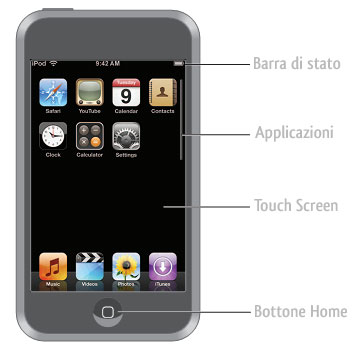 iPod 9:42 AM
Barra di stato
Tuesday
9
Safari YouTube Calendar Contacts
Applicazioni
Clock Calculator Settings
Touch Screen
Music Videos Photos iTunes
Bottone Home